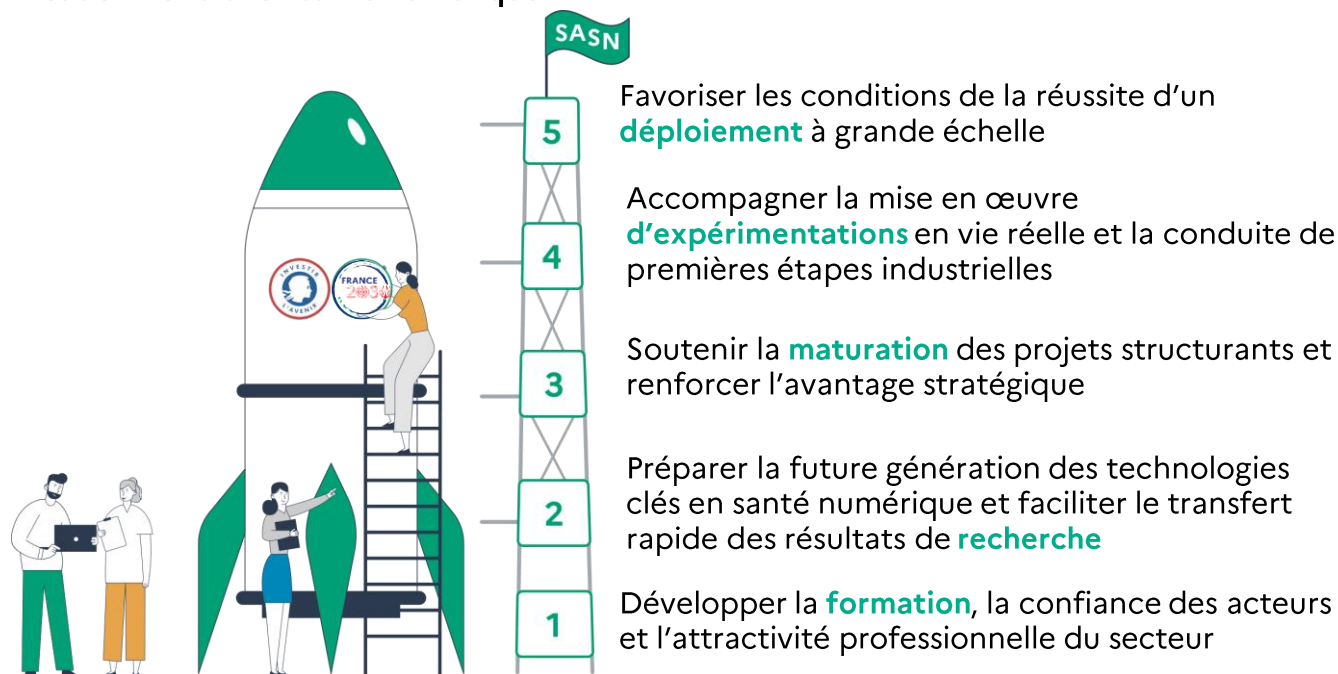 SASN
5
Favoriser les conditions de la réussite d'un
déploiement à grande échelle
4
Accompagner la mise en œuvre
d'expérimentations en vie réelle et la conduite de
premières étapes industrielles
INVESTIR
L'AVENIR
FRANCE
2030
3
Soutenir la maturation des projets structurants et
renforcer l'avantage stratégique
2
Préparer la future génération des technologies
clés en santé numérique et faciliter le transfert
rapide des résultats de recherche
1
Développer la formation, la confiance des acteurs
et l'attractivité professionnelle du secteur